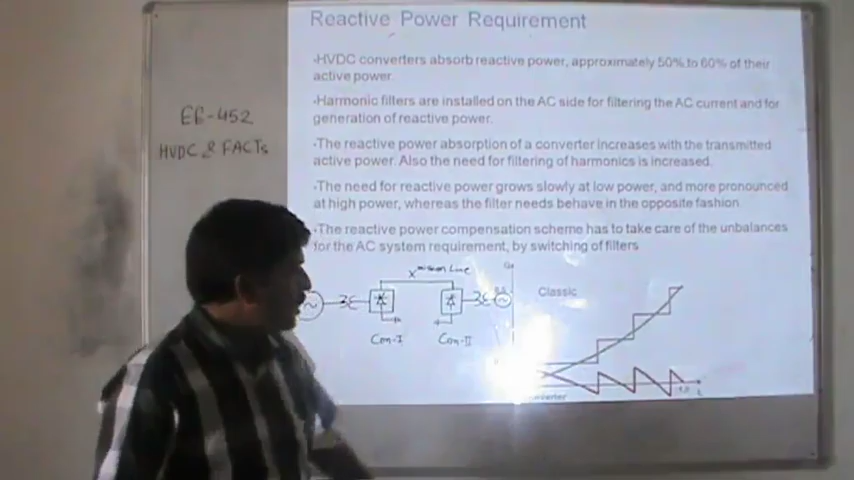 Reactive Power Requirement
EE-452
HVDC & FACTs
•HVDC converters absorb reactive power, approximately 50% to 60% of their
active power.
•Harmonic filters are installed on the AC side for filtering the AC current and for
generation of reactive power.
•The reactive power absorption of a converter increases with the transmitted
active power. Also the need for filtering of harmonics is increased.
•The need for reactive power grows slowly at low power, and more pronounced
at high power, whereas the filter needs behave in the opposite fashion.
•The reactive power compensation scheme has to take care of the unbalances
for the AC system requirement, by switching of filters
Line
Classic
Con-I
Con-II
1,0